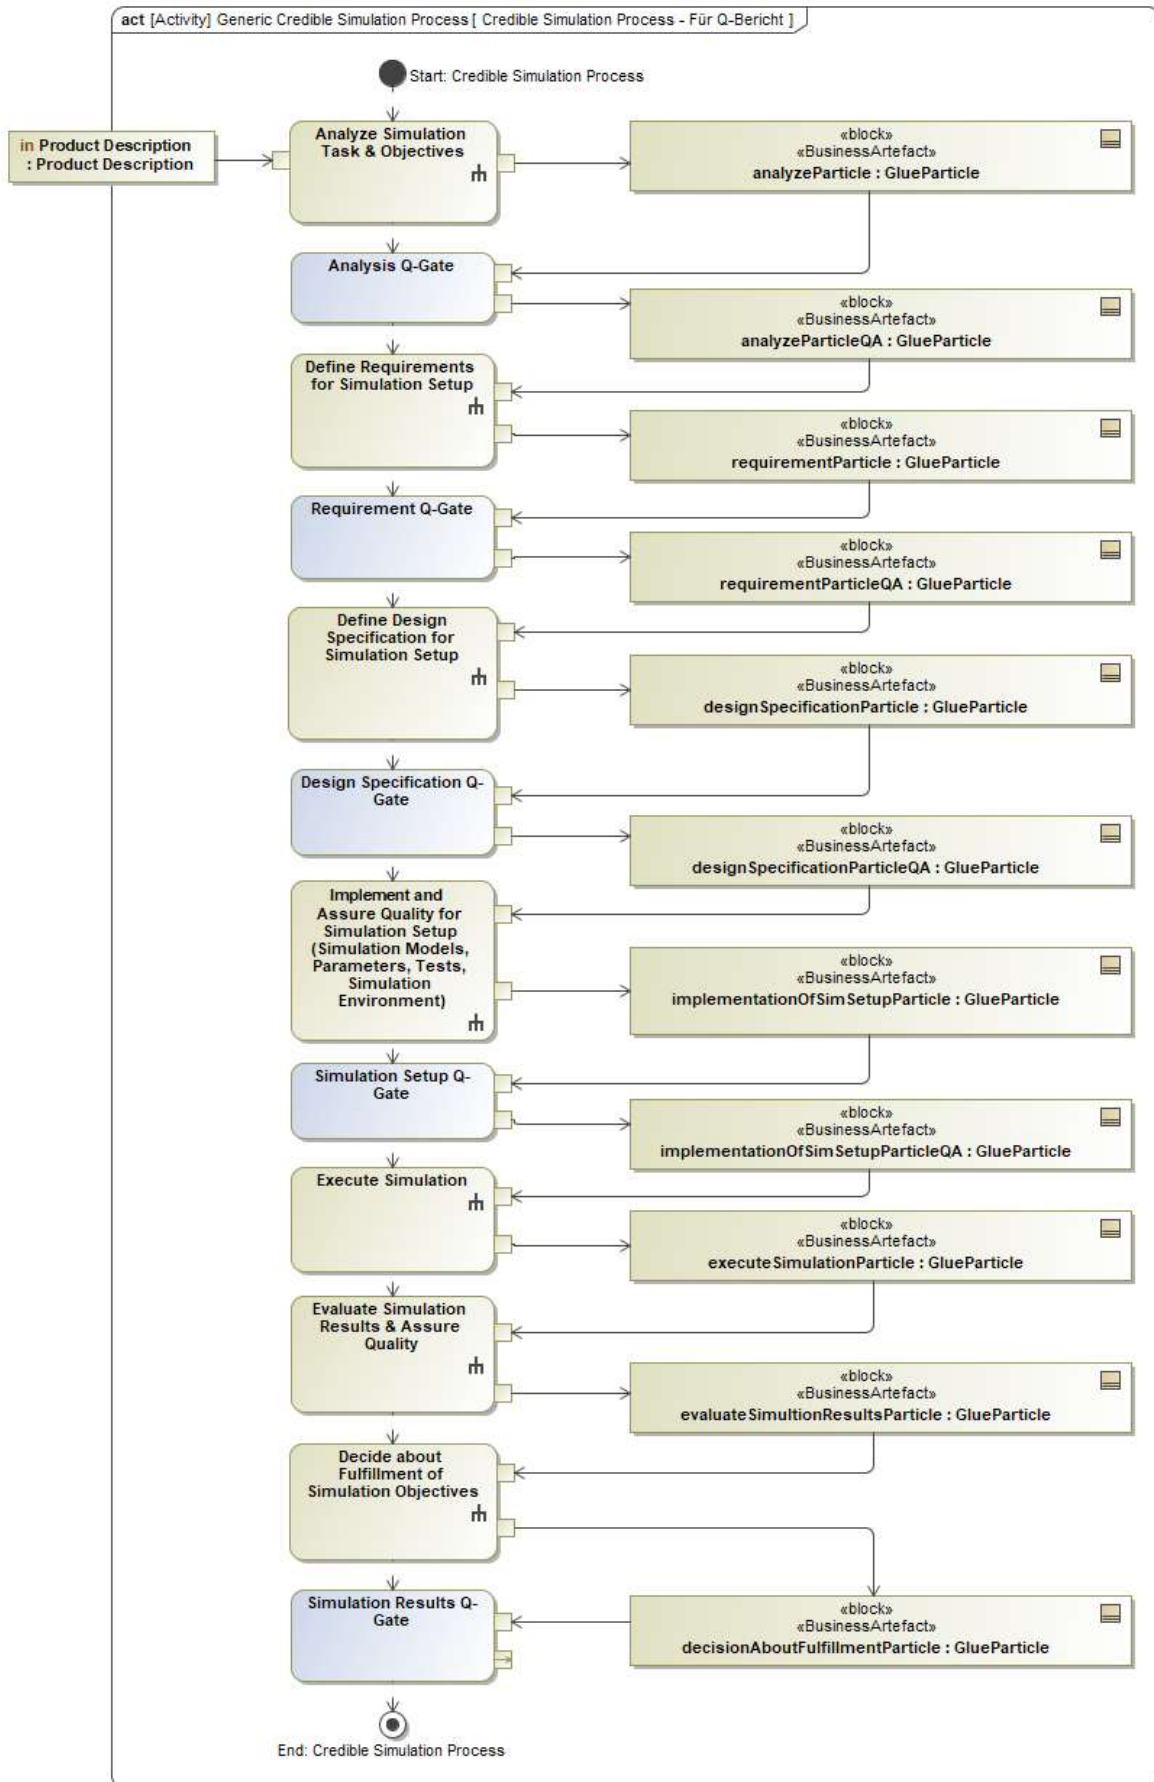 act [Activity] Generic Credible Simulation Process [ Credible Simulation Process - Für Q-Bericht ]
Start: Credible Simulation Process
in Product Description
: Product Description
Analyze Simulation
Task & Objectives
«block»
«BusinessArtefact»
analyzeParticle : GlueParticle
Analysis Q-Gate
«block»
«BusinessArtefact»
analyzeParticleQA : GlueParticle
Define Requirements
for Simulation Setup
«block»
«BusinessArtefact»
requirementParticle : GlueParticle
Requirement Q-Gate
«block»
«BusinessArtefact»
requirementParticleQA : GlueParticle
Define Design
Specification for
Simulation Setup
«block»
«BusinessArtefact»
designSpecificationParticle : GlueParticle
Design Specification Q-
Gate
«block»
«BusinessArtefact»
designSpecificationParticleQA : GlueParticle
Implement and
Assure Quality for
Simulation Setup
(Simulation Models,
Parameters, Tests,
Simulation
Environment)
«block»
«BusinessArtefact»
implementationOfSimSetupParticle : GlueParticle
Simulation Setup Q-
Gate
«block»
«BusinessArtefact»
implementationOfSimSetupParticleQA : GlueParticle
Execute Simulation
«block»
«BusinessArtefact»
executeSimulationParticle : GlueParticle
Evaluate Simulation
Results & Assure
Quality
«block»
«BusinessArtefact»
evaluateSimultionResultsParticle : GlueParticle
Decide about
Fulfillment of
Simulation Objectives
Simulation Results Q-
Gate
«block»
«BusinessArtefact»
decisionAboutFulfillmentParticle : GlueParticle
End: Credible Simulation Process